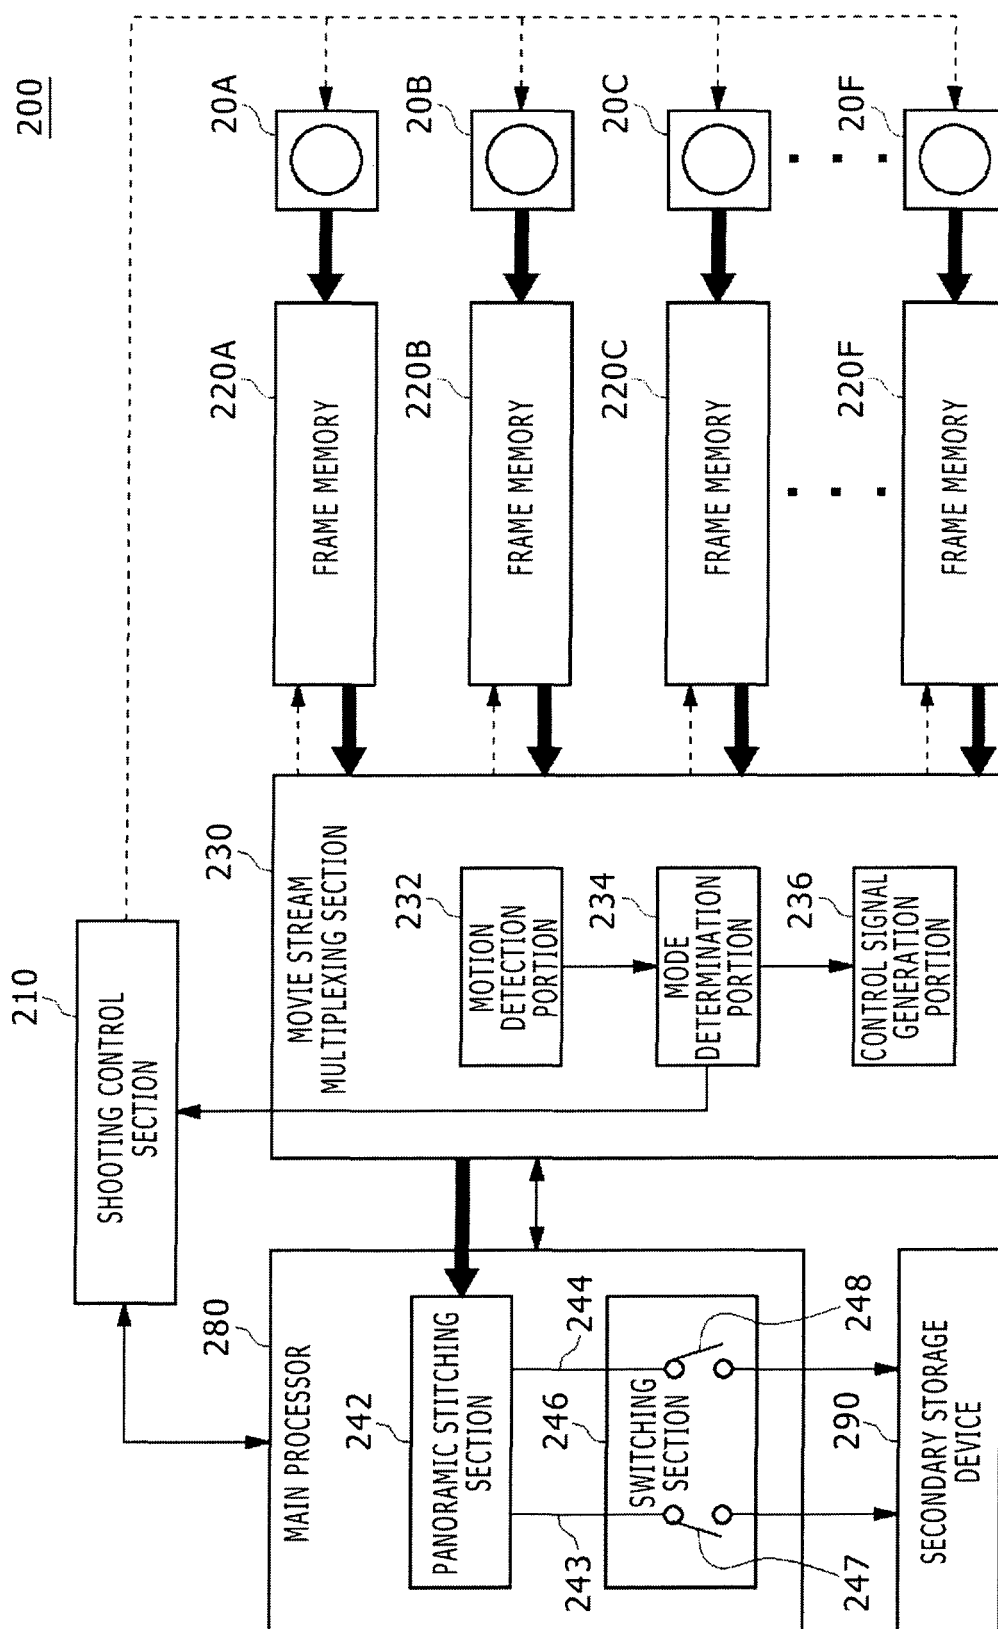 200
210
SHOOTING CONTROL
SECTION
280
MAIN PROCESSOR
242
PANORAMIC STITCHING
SECTION
243
244
246
SWITCHING
SECTION
247
248
290
SECONDARY STORAGE
DEVICE
230
MOVIE STREAM
MULTIPLEXING SECTION
232
MOTION
DETECTION
PORTION
234
MODE
DETERMINATION
PORTION
236
CONTROL SIGNAL
GENERATION
PORTION
220A
FRAME MEMORY
20A
220B
FRAME MEMORY
20B
220C
FRAME MEMORY
20C
220F
FRAME MEMORY
20F